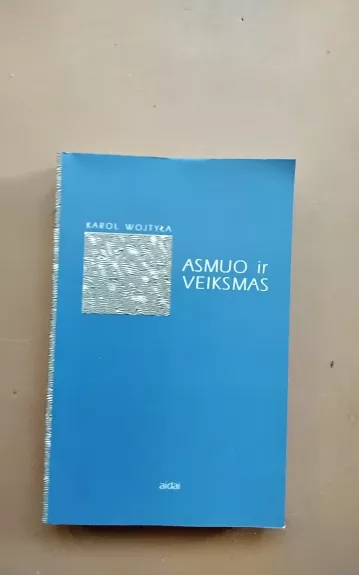 KAROL WOJTYŁA
ASMUO ir
VEIKSMAS
aidai